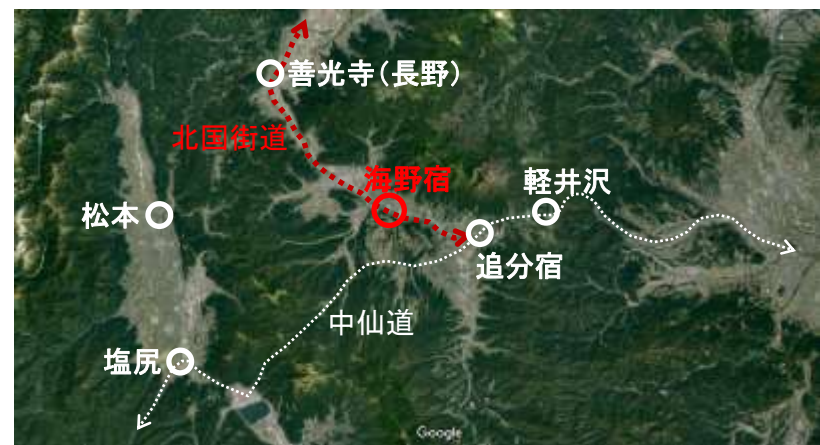 善光寺（長野）
北国街道
海野宿
軽井沢
松本
追分宿
中仙道
塩尻
Google